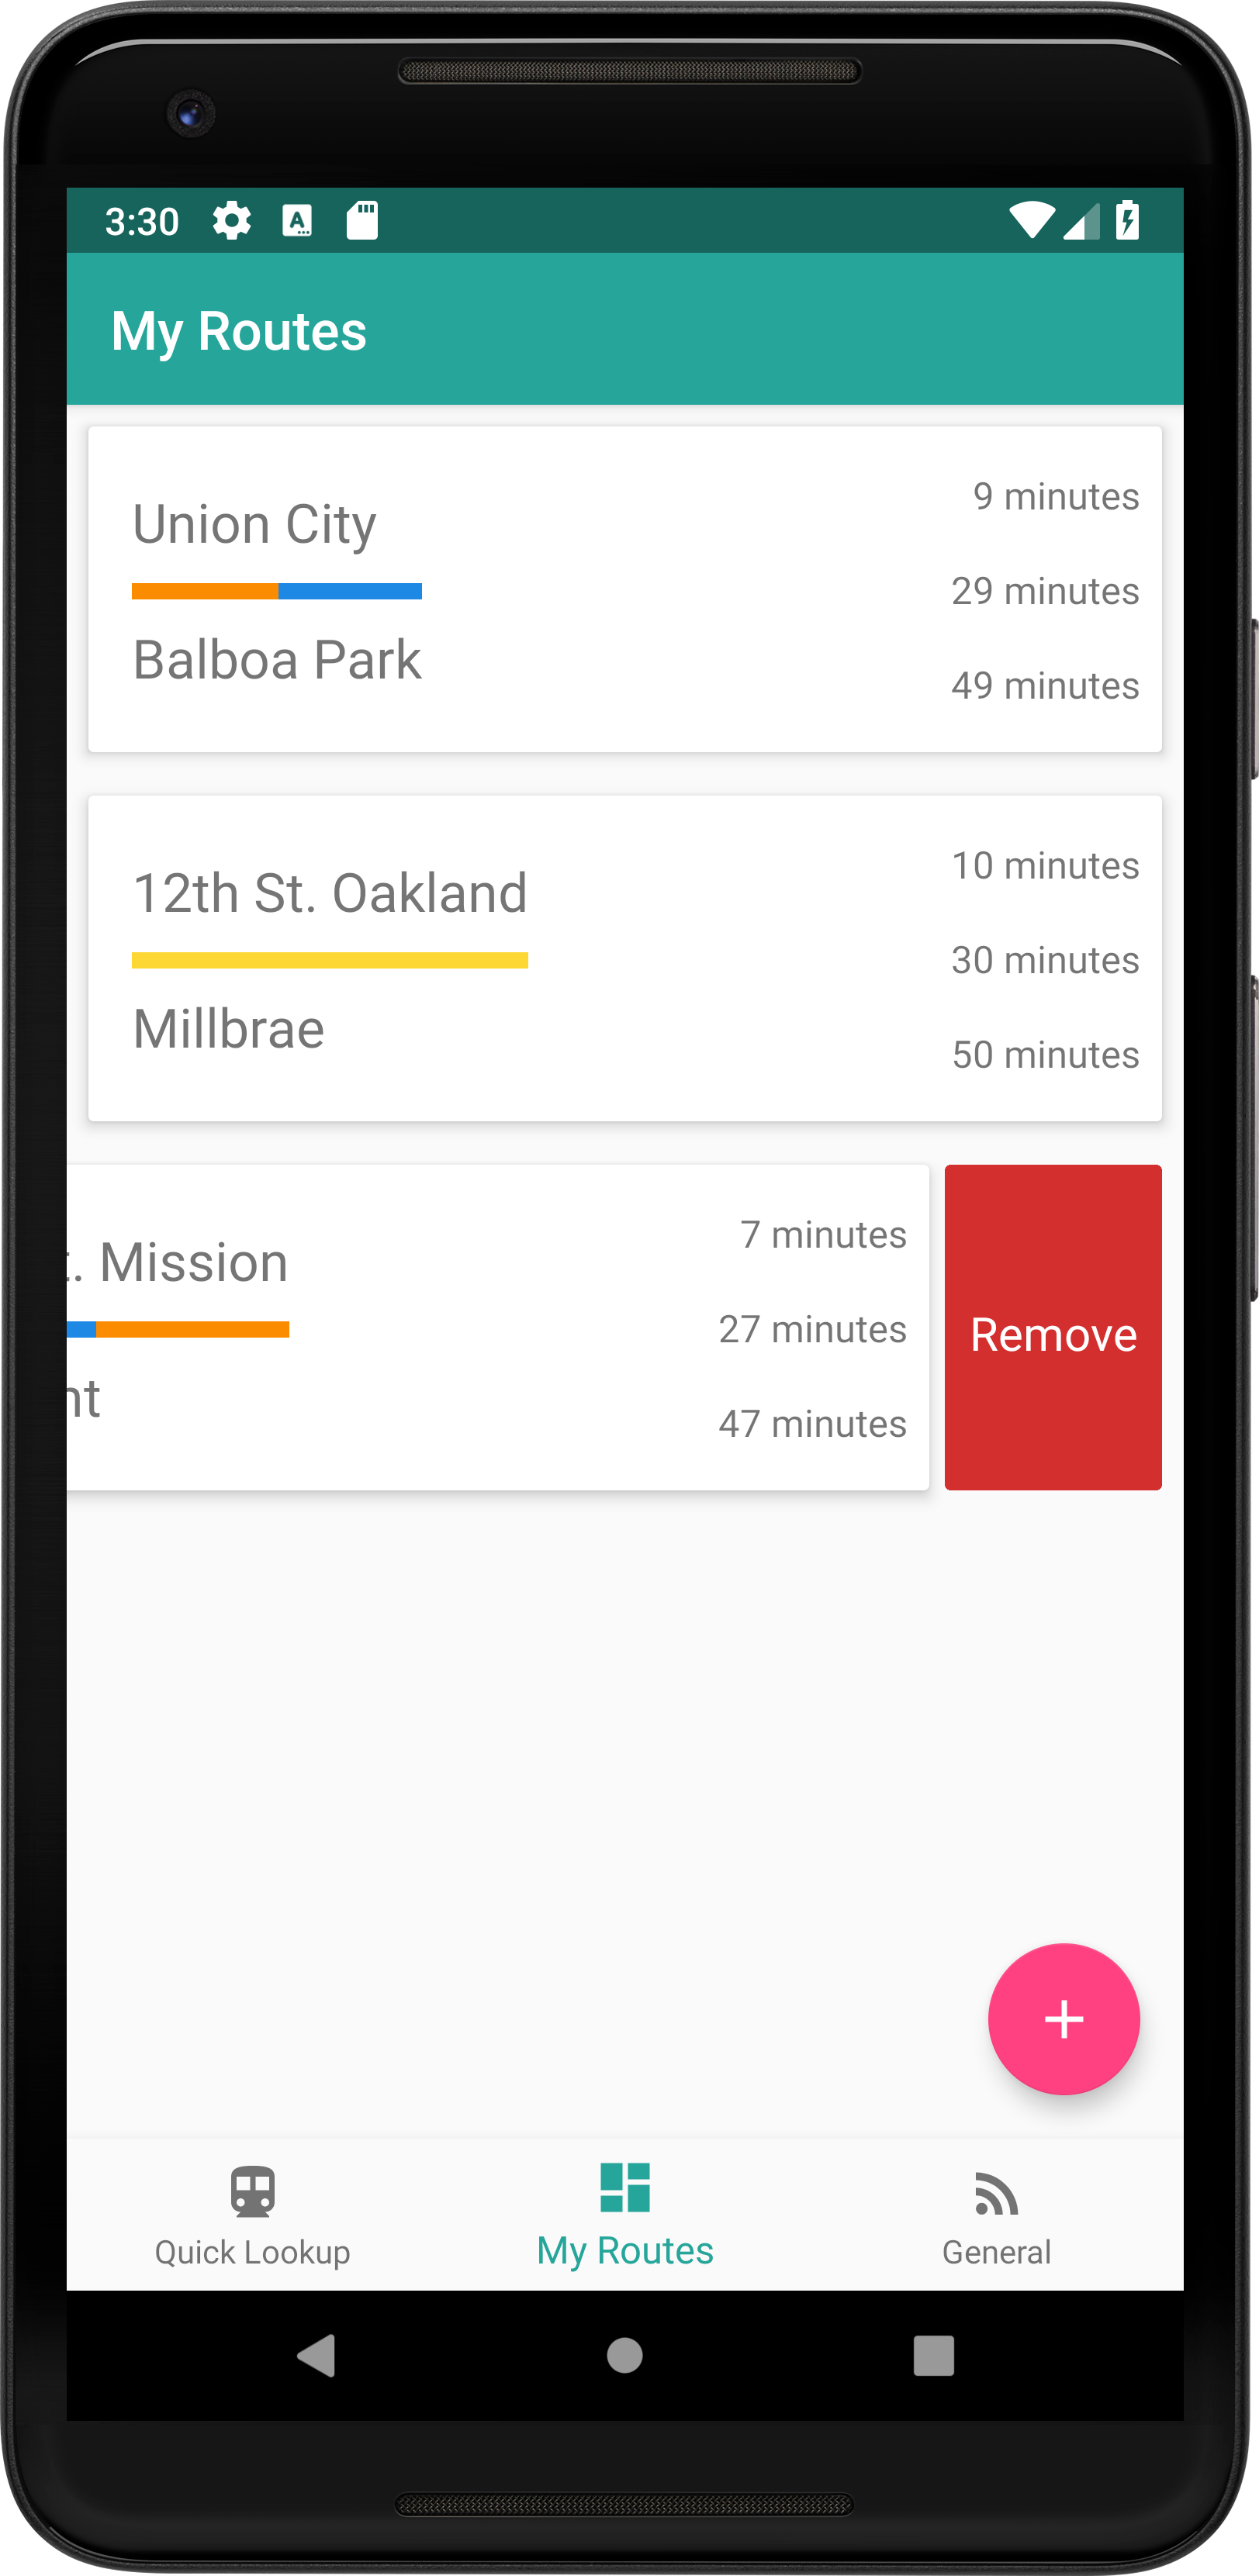 3:30
My Routes
Union City
Balboa Park
9 minutes
29 minutes
49 minutes
12th St. Oakland
Millbrae
10 minutes
30 minutes
50 minutes
. Mission
nt
7 minutes
27 minutes
47 minutes
Remove
Quick Lookup
My Routes
General